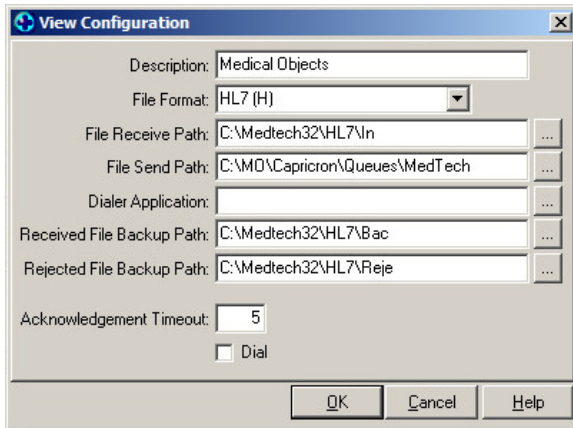 View Configuration
Description: Medical Objects
File Format: HL7 (H)
File Receive Path: C:\Medtech32\HL7\In ...
File Send Path: C:\MO\Capricron\Queues\MedTech ...
Dialer Application: ...
Received File Backup Path: C:\Medtech32\HL7\Bac ...
Rejected File Backup Path: C:\Medtech32\HL7\Reje ...
Acknowledgement Timeout: 5
Dial
OK Cancel Help